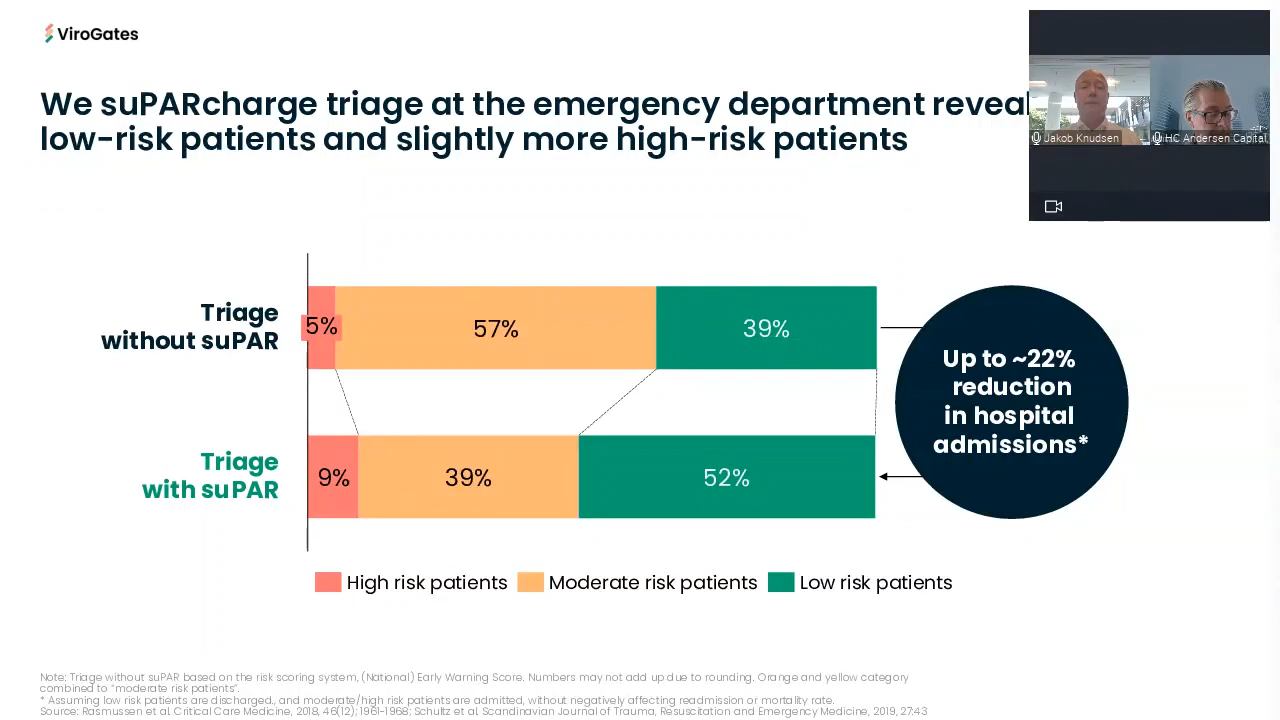 ViroGates
We suPARcharge triage at the emergency department reveal
low-risk patients and slightly more high-risk patients
Jakob Knudsen
HC Andersen Capital
Triage
without suPAR
5%
57%
39%
Up to ~22%
reduction
in hospital
admissions*
Triage
with suPAR
9%
39%
52%
High risk patients
Moderate risk patients
Low risk patients
Note: Triage without suPAR based on the risk scoring system, (National) Early Warning Score. Numbers may not add up due to rounding. Orange and yellow category
combined to "moderate risk patients".
* Assuming low risk patients are discharged, and moderate/high risk patients are admitted, without negatively affecting readmission or mortality rate.
Source: Rasmussen et al, Critical Care Medicine, 2018, 46(12); 1961-1968; Schultz et al. Scandinavian Journal of Trauma, Resuscitation and Emergency Medicine, 2019, 27:43